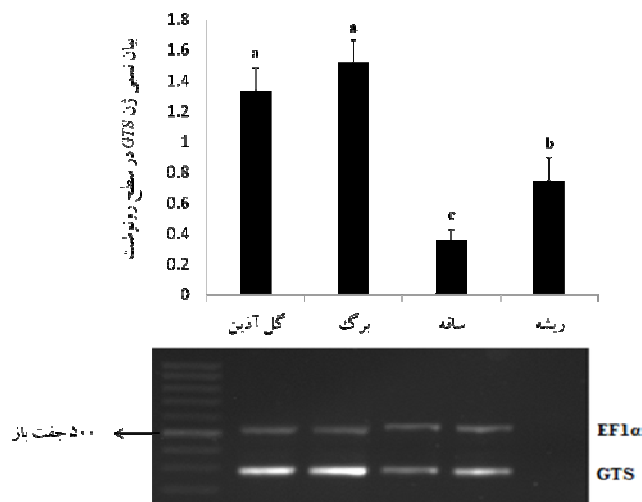 بیان نسبی ژن GTS در سطح رونوشت
1.8
1.6
1.4
1.2
1
0.8
0.6
0.4
0.2
0
a
a
c
b
گل آذین
برگ
ساقه
ریشه
۵۰۰ جفت باز
EF1α
GTS